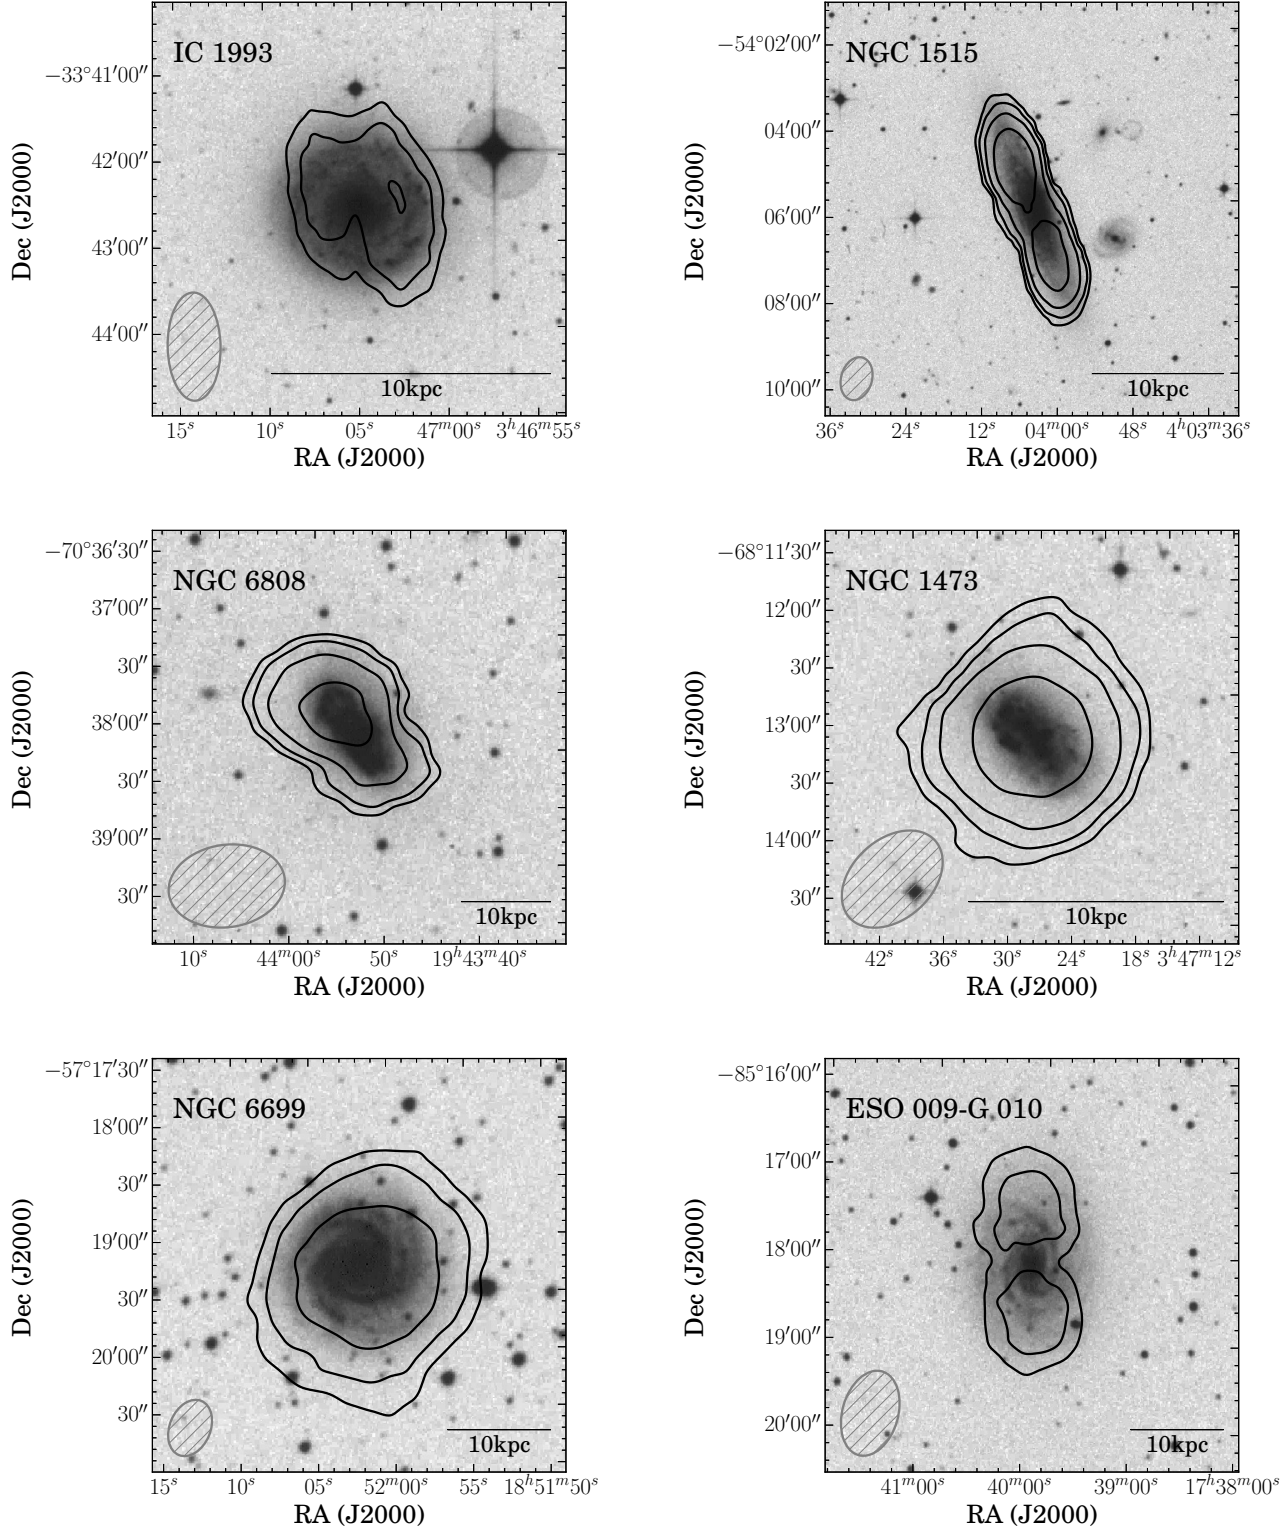 IC 1993
−33°41′00″
42′00″
43′00″
44′00″
Dec (J2000)
10kpc
15ˢ 10ˢ 05ˢ 47ᵐ00ˢ 3ʰ46ᵐ55ˢ
RA (J2000)
NGC 1515
−54°02′00″
04′00″
06′00″
08′00″
10′00″
Dec (J2000)
10kpc
36ˢ 24ˢ 12ˢ 04ᵐ00ˢ 48ˢ 4ʰ03ᵐ36ˢ
RA (J2000)
NGC 6808
−70°36′30″
37′00″
30″
38′00″
30″
39′00″
30″
Dec (J2000)
10kpc
10ˢ 44ᵐ00ˢ 50ˢ 19ʰ43ᵐ40ˢ
RA (J2000)
NGC 1473
−68°11′30″
12′00″
30″
13′00″
30″
14′00″
30″
Dec (J2000)
10kpc
42ˢ 36ˢ 30ˢ 24ˢ 18ˢ 3ʰ47ᵐ12ˢ
RA (J2000)
NGC 6699
−57°17′30″
18′00″
30″
19′00″
30″
20′00″
30″
Dec (J2000)
10kpc
15ˢ 10ˢ 05ˢ 52ᵐ00ˢ 55ˢ 18ʰ51ᵐ50ˢ
RA (J2000)
ESO 009-G 010
−85°16′00″
17′00″
18′00″
19′00″
20′00″
Dec (J2000)
10kpc
41ᵐ00ˢ 40ᵐ00ˢ 39ᵐ00ˢ 17ʰ38ᵐ00ˢ
RA (J2000)